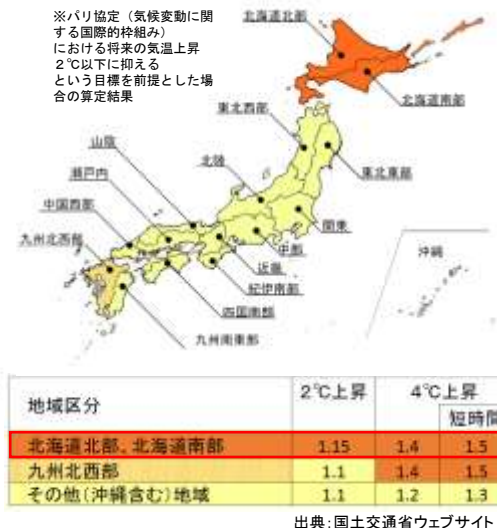 ※パリ協定（気候変動に関
する国際的枠組み）
における将来の気温上昇
２℃以下に抑える
という目標を前提とした場
合の算定結果
北海道北部
北海道南部
東北西部
東北東部
山陰
北陸
瀬戸内
中国西部
関東
九州北西部
中部
近畿
紀伊南部
四国南部
九州南東部
沖縄
地域区分 2℃上昇 4℃上昇
短時間
北海道北部、北海道南部 1.15 1.4 1.5
九州北西部 1.1 1.4 1.5
その他(沖縄含む)地域 1.1 1.2 1.3
出典：国土交通省ウェブサイト